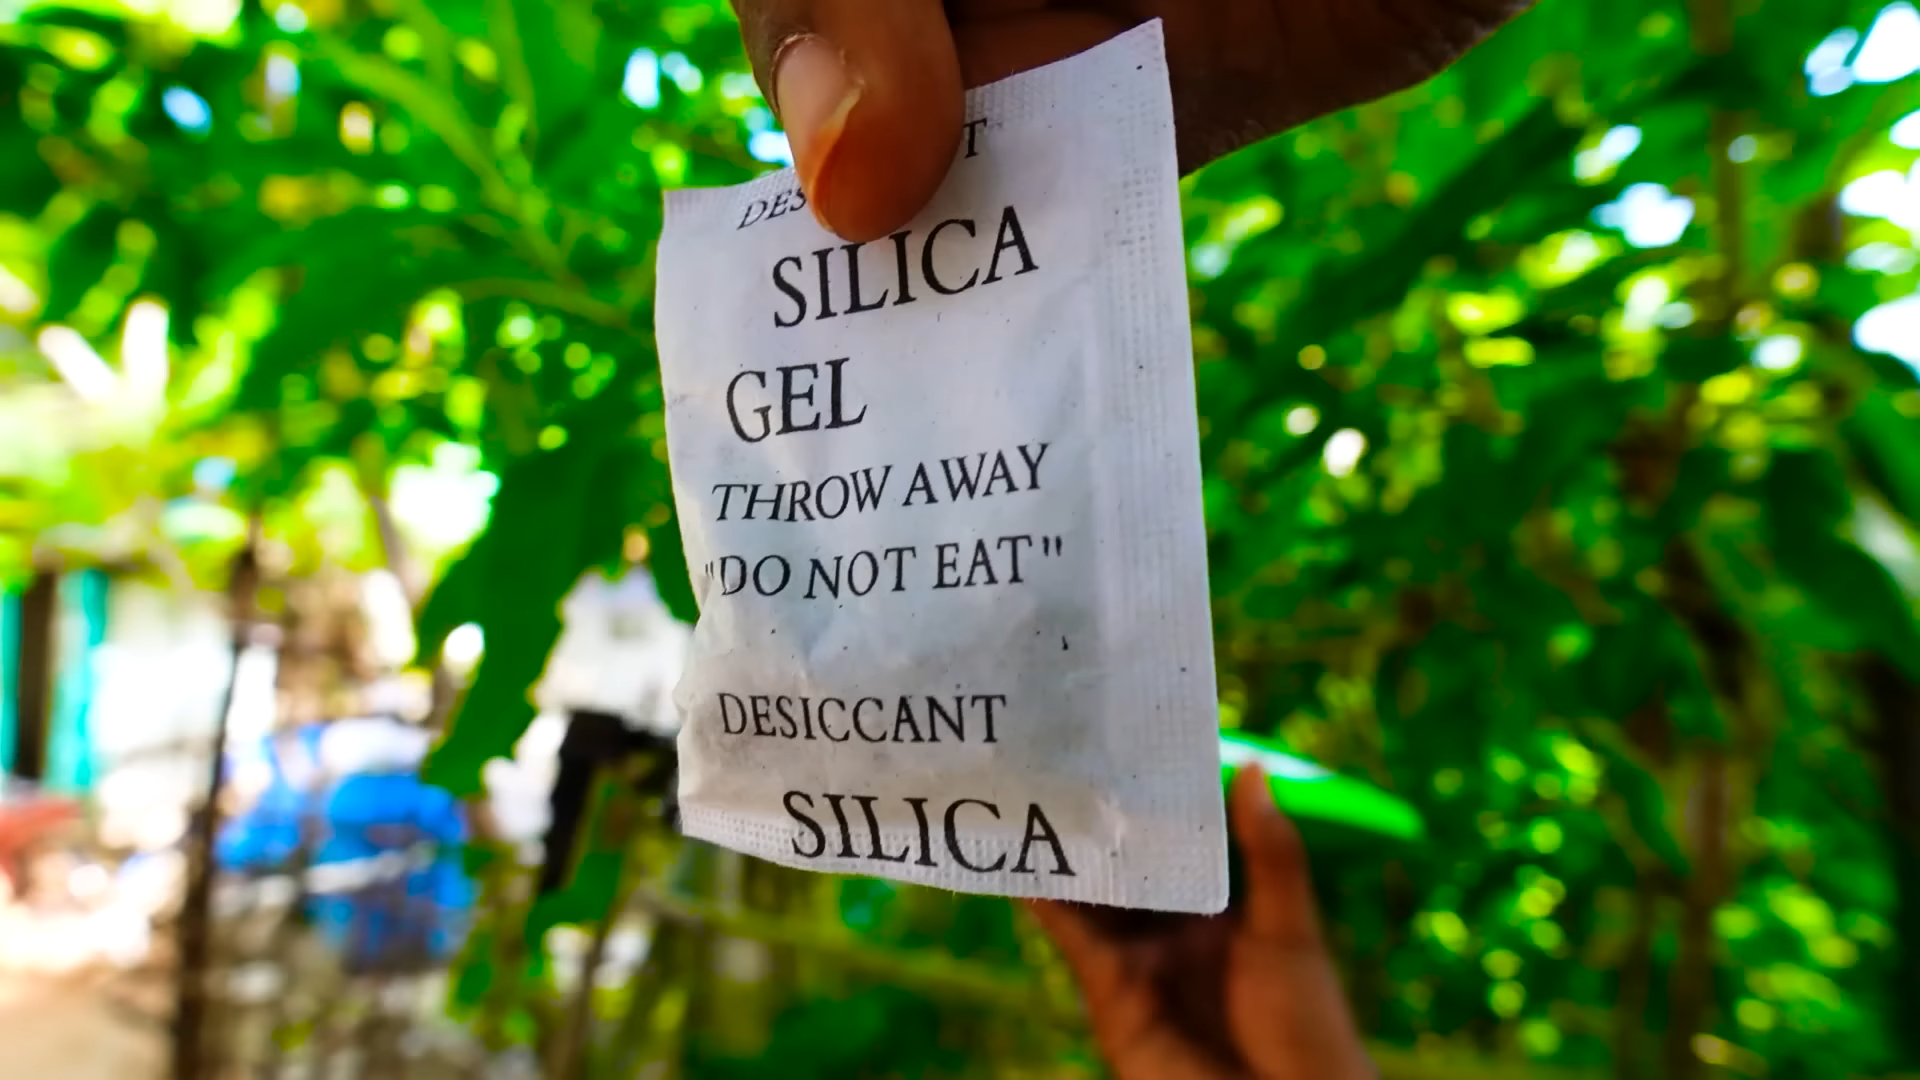 SILICA
GEL
THROW AWAY
"DO NOT EAT"
DESICCANT
SILICA